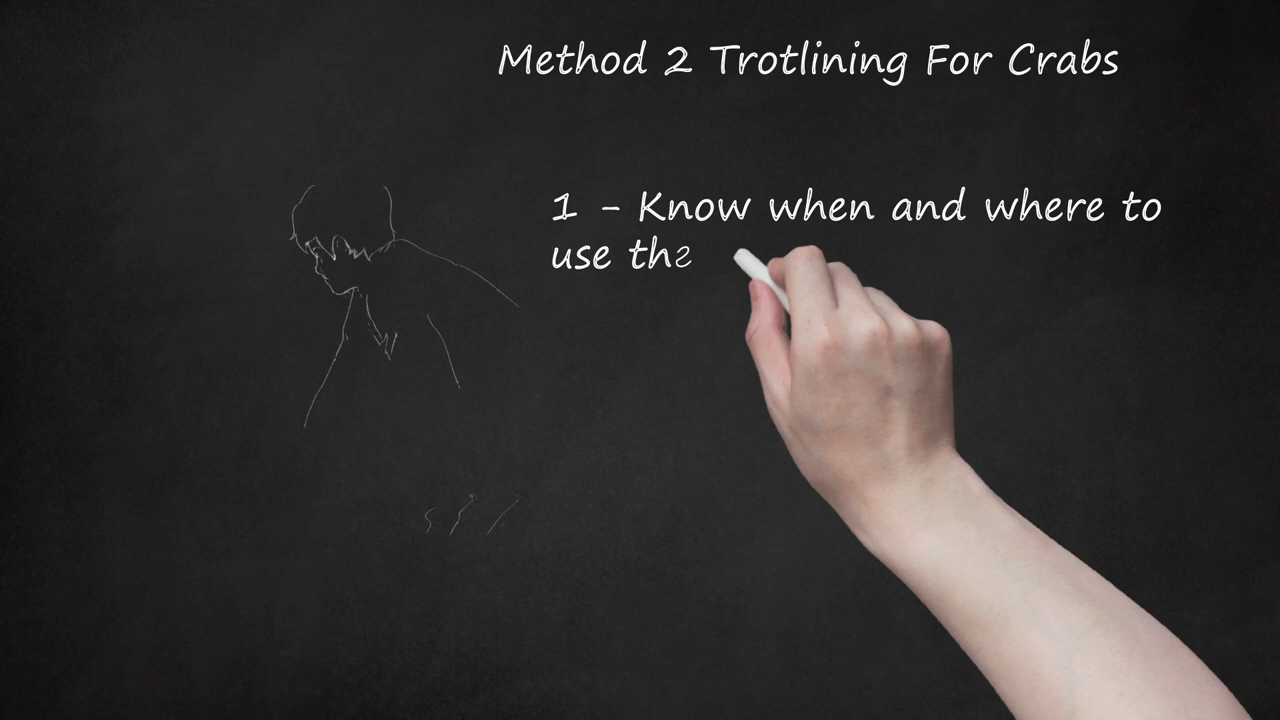 Method 2 Trotlining For Crabs
1 - Know when and where to
use th